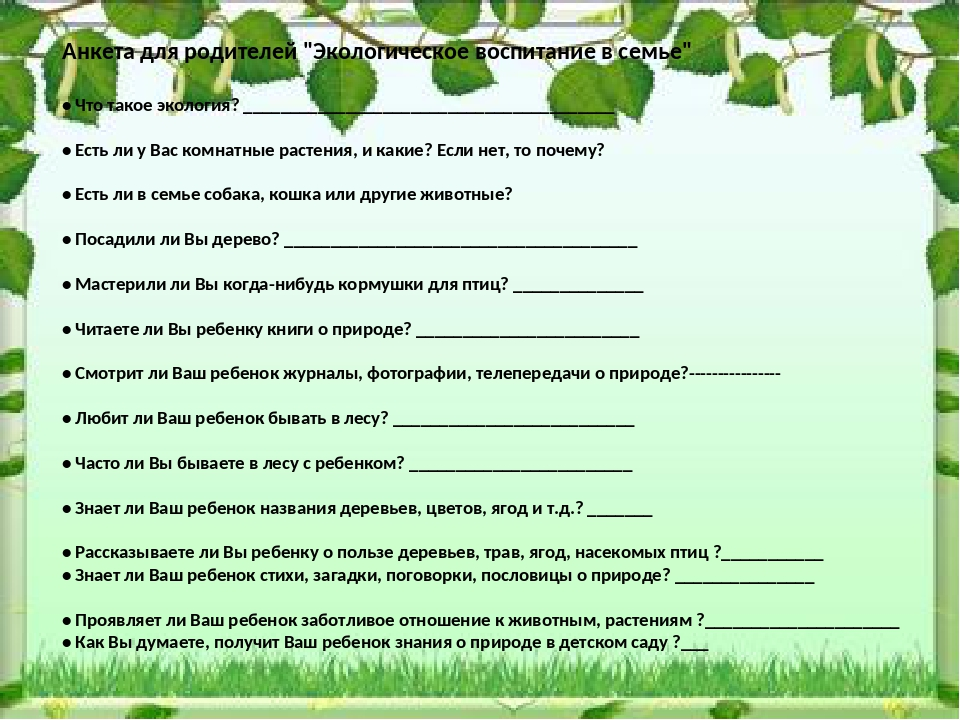 Анкета для родителей "Экологическое воспитание в семье"
• Что такое экология? ________________________________________
• Есть ли у Вас комнатные растения, и какие? Если нет, то почему?
• Есть ли в семье собака, кошка или другие животные?
• Посадили ли Вы дерево? ______________________________________
• Мастерили ли Вы когда-нибудь кормушки для птиц? ______________
• Читаете ли Вы ребенку книги о природе? ________________________
• Смотрит ли Ваш ребенок журналы, фотографии, телепередачи о природе?----------------
• Любит ли Ваш ребенок бывать в лесу? __________________________
• Часто ли Вы бываете в лесу с ребенком? ________________________
• Знает ли Ваш ребенок названия деревьев, цветов, ягод и т.д.? _______
• Рассказываете ли Вы ребенку о пользе деревьев, трав, ягод, насекомых птиц ?___________
• Знает ли Ваш ребенок стихи, загадки, поговорки, пословицы о природе? _______________
• Проявляет ли Ваш ребенок заботливое отношение к животным, растениям ?_____________________
• Как Вы думаете, получит Ваш ребенок знания о природе в детском саду ?___